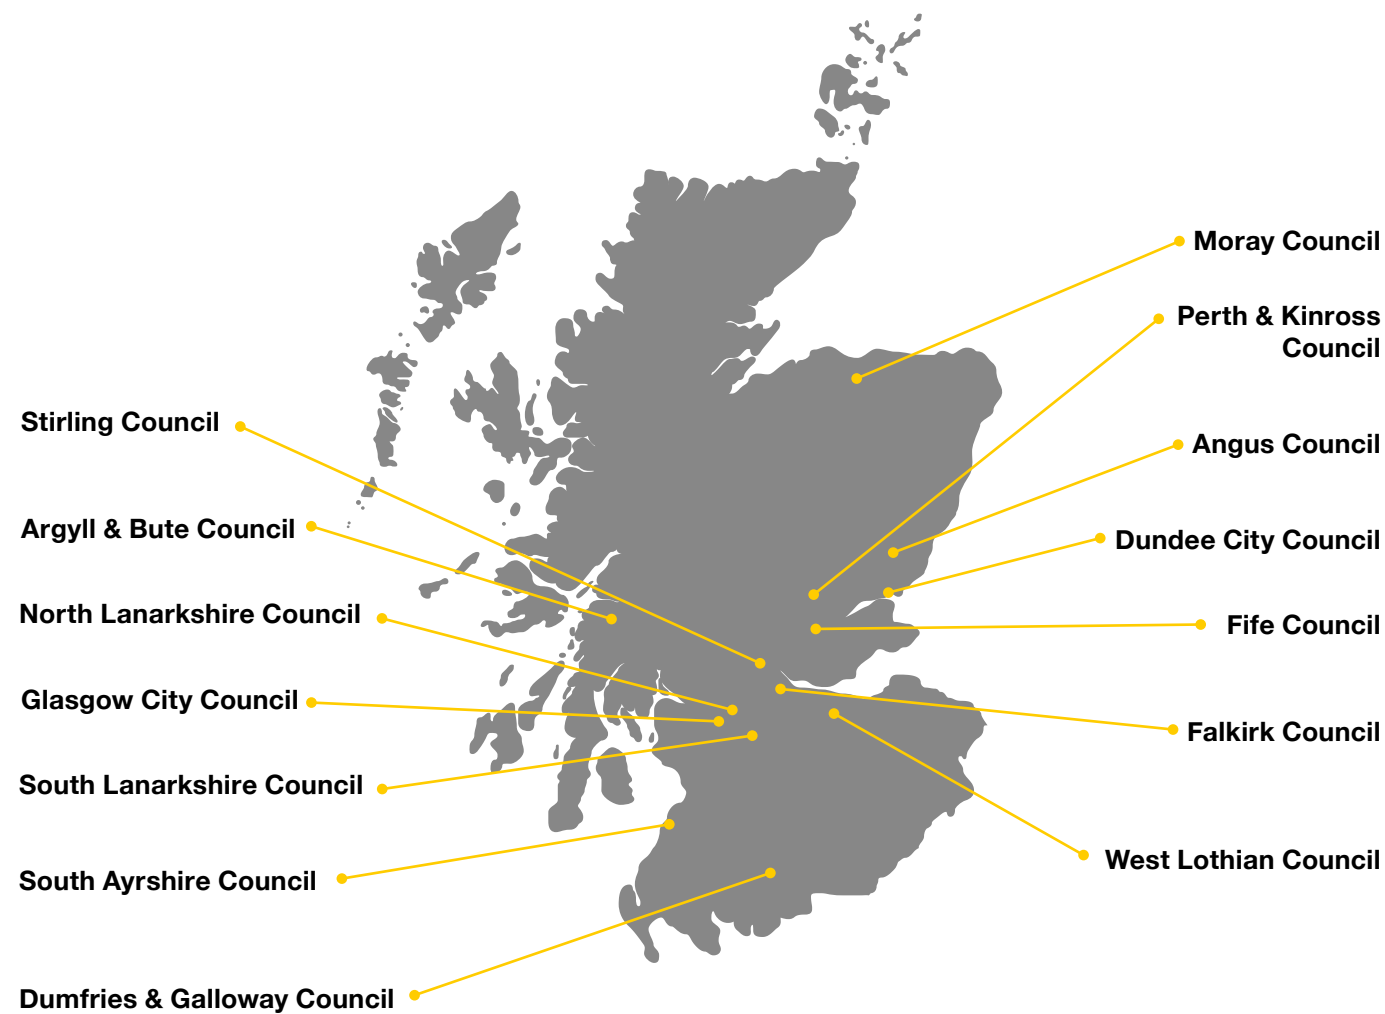 Moray Council
Perth & Kinross
Council
Stirling Council
Angus Council
Argyll & Bute Council
Dundee City Council
North Lanarkshire Council
Fife Council
Glasgow City Council
Falkirk Council
South Lanarkshire Council
West Lothian Council
South Ayrshire Council
Dumfries & Galloway Council